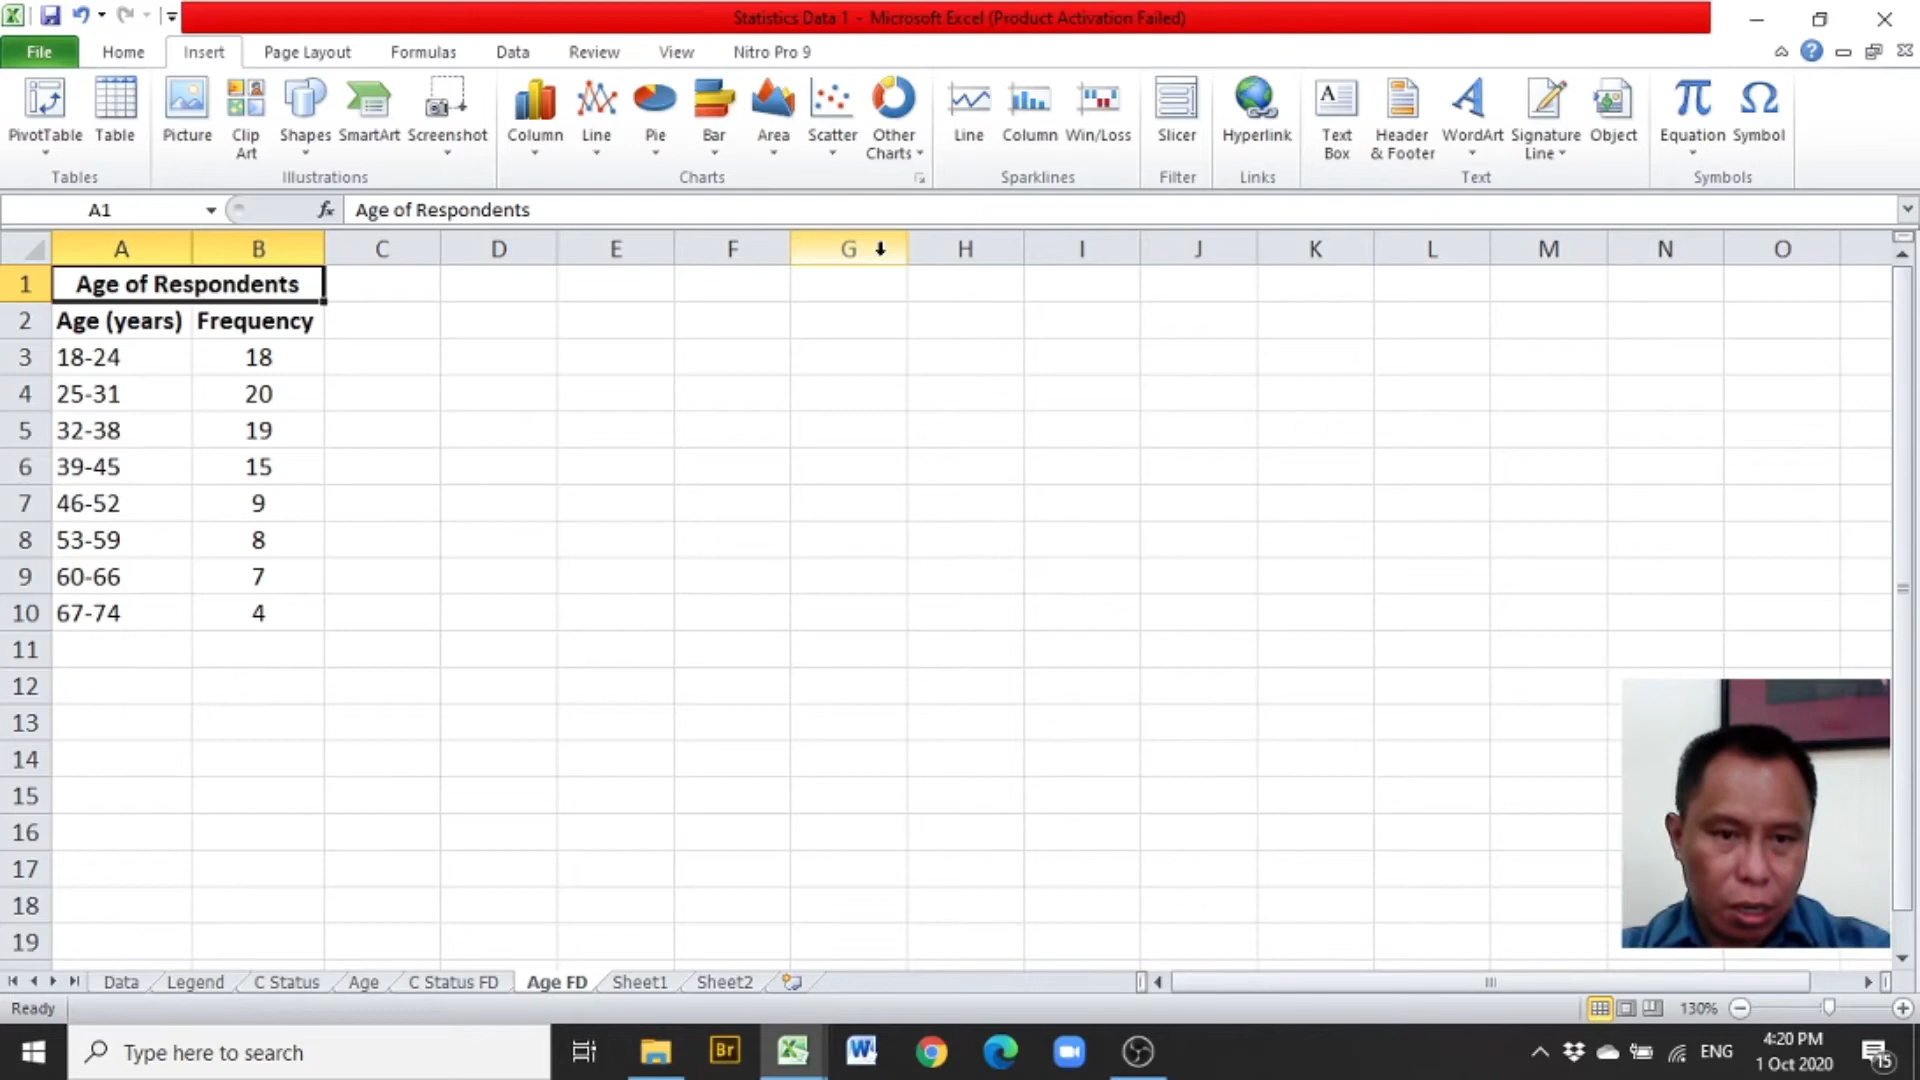 Statistics Data 1 - Microsoft Excel (Product Activation Failed)
File Home Insert Page Layout Formulas Data Review View Nitro Pro 9
PivotTable Table Picture Clip Art Shapes SmartArt Screenshot Column Line Pie Bar Area Scatter Other Charts Line Column Win/Loss Slicer Hyperlink Text Box Header & Footer WordArt Signature Line Object Equation Symbol
Tables Illustrations Charts Sparklines Filter Links Text Symbols
A1 fx Age of Respondents
A B C D E F G H I J K L M N O
1 Age of Respondents
2 Age (years) Frequency
3 18-24 18
4 25-31 20
5 32-38 19
6 39-45 15
7 46-52 9
8 53-59 8
9 60-66 7
10 67-74 4
11
12
13
14
15
16
17
18
19
Data Legend C Status Age C Status FD Age FD Sheet1 Sheet2
Ready 130%
Type here to search Br ENG 4:20 PM
1 Oct 2020 15